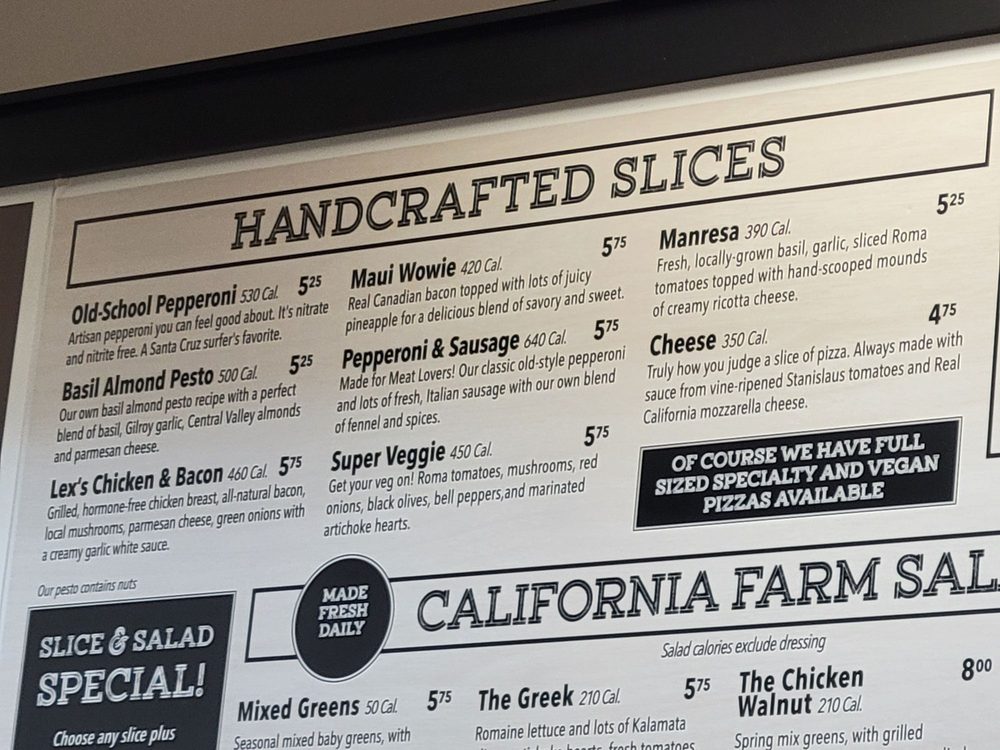 HANDCRAFTED SLICES
Old-School Pepperoni 530 Cal. 5 25
Artisan pepperoni you can feel good about. It's nitrate
and nitrite free. A Santa Cruz surfer's favorite.
Basil Almond Pesto 500 Cal. 5 25
Our own basil almond pesto recipe with a perfect
blend of basil, Gilroy garlic, Central Valley almonds
and parmesan cheese.
Lex's Chicken & Bacon 460 Cal. 5 75
Grilled, hormone-free chicken breast, all-natural bacon,
local mushrooms, parmesan cheese, green onions with
a creamy garlic white sauce.
Our pesto contains nuts
Maui Wowie 420 Cal. 5 75
Real Canadian bacon topped with lots of juicy
pineapple for a delicious blend of savory and sweet.
Pepperoni & Sausage 640 Cal. 5 75
Made for Meat Lovers! Our classic old-style pepperoni
and lots of fresh, Italian sausage with our own blend
of fennel and spices.
Super Veggie 450 Cal. 5 75
Get your veg on! Roma tomatoes, mushrooms, red
onions, black olives, bell peppers,and marinated
artichoke hearts.
Manresa 390 Cal. 5 25
Fresh, locally-grown basil, garlic, sliced Roma
tomatoes topped with hand-scooped mounds
of creamy ricotta cheese.
Cheese 350 Cal. 4 75
Truly how you judge a slice of pizza. Always made with
sauce from vine-ripened Stanislaus tomatoes and Real
California mozzarella cheese.
OF COURSE WE HAVE FULL
SIZED SPECIALTY AND VEGAN
PIZZAS AVAILABLE
SLICE & SALAD
SPECIAL!
Choose any slice plus
MADE
FRESH
DAILY
CALIFORNIA FARM SAL
Salad calories exclude dressing
Mixed Greens 50 Cal. 5 75
Seasonal mixed baby greens, with
The Greek 210 Cal. 5 75
Romaine lettuce and lots of Kalamata
hearts, fresh tomatoes,
The Chicken
Walnut 210 Cal. 8 00
Spring mix greens, with grilled